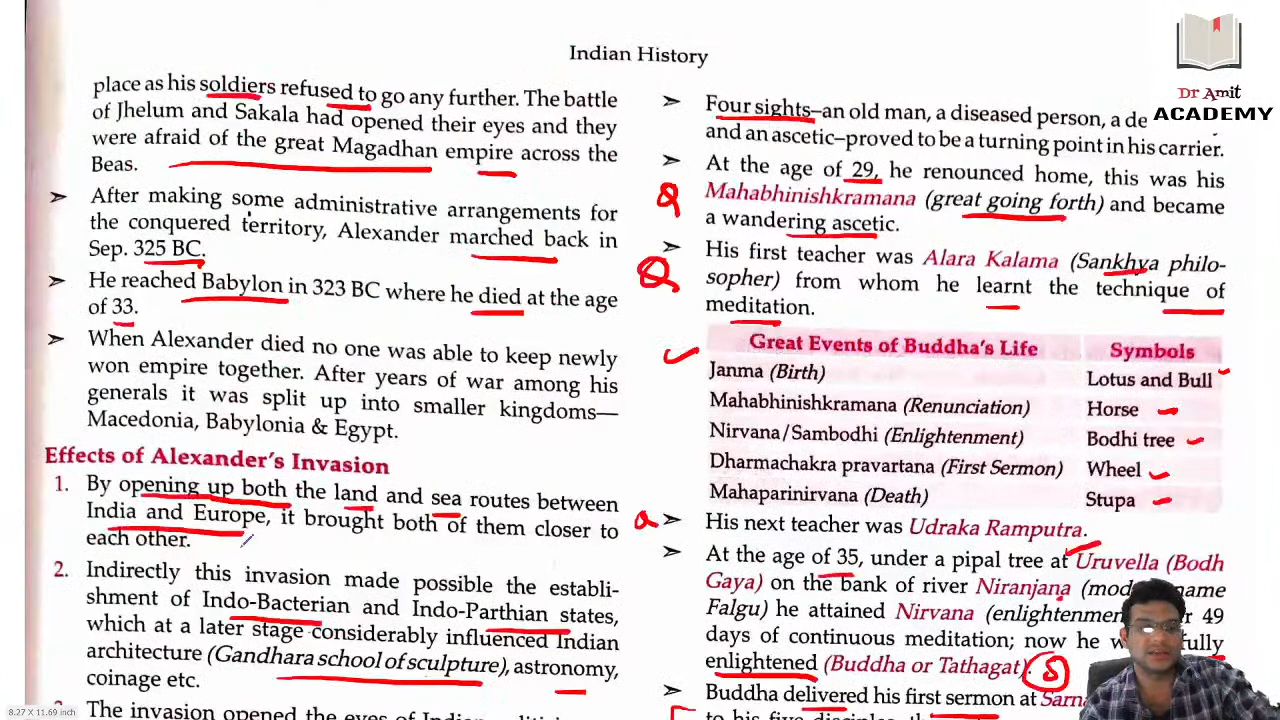 Indian History
place as his soldiers refused to go any further. The battle
of Jhelum and Sakala had opened their eyes and they
were afraid of the great Magadhan empire across the
Beas.
➤ After making some administrative arrangements for
the conquered territory, Alexander marched back in
Sep. 325 BC.
➤ He reached Babylon in 323 BC where he died at the age
of 33.
➤ When Alexander died no one was able to keep newly
won empire together. After years of war among his
generals it was split up into smaller kingdoms—
Macedonia, Babylonia & Egypt.
Effects of Alexander's Invasion
1. By opening up both the land and sea routes between
India and Europe, it brought both of them closer to
each other.
2. Indirectly this invasion made possible the establi-
shment of Indo-Bacterian and Indo-Parthian states,
which at a later stage considerably influenced Indian
architecture (Gandhara school of sculpture), astronomy,
coinage etc.
The invasion opened the eyes of Indian
➤ Four sights–an old man, a diseased person, a de
and an ascetic–proved to be a turning point in his carrier.
➤ At the age of 29, he renounced home, this was his
Mahabhinishkramana (great going forth) and became
a wandering ascetic.
➤ His first teacher was Alara Kalama (Sankhya philo-
sopher) from whom he learnt the technique of
meditation.
Great Events of Buddha's Life Symbols
Janma (Birth) Lotus and Bull
Mahabhinishkramana (Renunciation) Horse
Nirvana/Sambodhi (Enlightenment) Bodhi tree
Dharmachakra pravartana (First Sermon) Wheel
Mahaparinirvana (Death) Stupa
➤ His next teacher was Udraka Ramputra.
➤ At the age of 35, under a pipal tree at Uruvella (Bodh
Gaya) on the bank of river Niranjana (mod name
Falgu) he attained Nirvana (enlightenmen 49
days of continuous meditation; now he w fully
enlightened (Buddha or Tathagat).
➤ Buddha delivered his first sermon at Sarn
to his five disciples,
Dr Amit
ACADEMY
8.27 X 11.69 inch